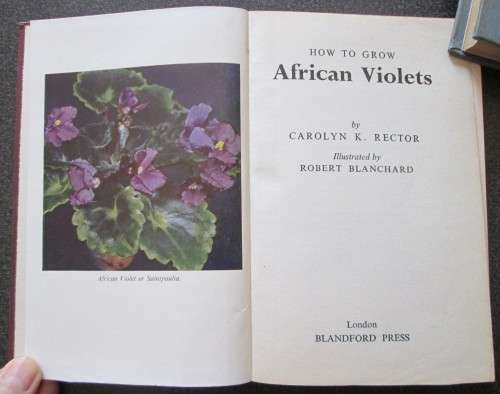 African Violet or Saintpaulia.
HOW TO GROW
African Violets
by
CAROLYN K. RECTOR
Illustrated by
ROBERT BLANCHARD
London
BLANDFORD PRESS